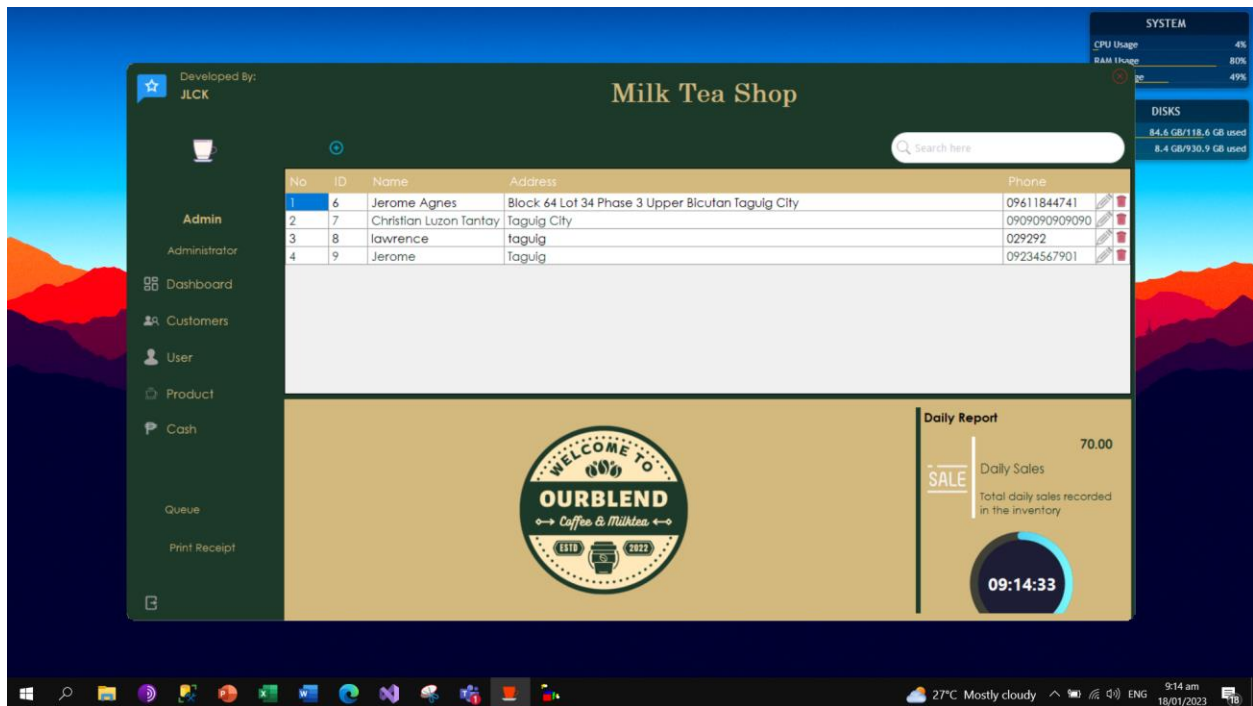 SYSTEM
CPU Usage 4%
RAM Usage 80%
ge 49%
DISKS
84.6 GB/118.6 GB used
8.4 GB/930.9 GB used
Developed By:
JLCK
Milk Tea Shop
Search here
Admin
Administrator
Dashboard
Customers
User
Product
Cash
Queue
Print Receipt
No ID Name Address Phone
1 6 Jerome Agnes Block 64 Lot 34 Phase 3 Upper Bicutan Taguig City 09611844741
2 7 Christian Luzon Tantay Taguig City 0909090909090
3 8 lawrence taguig 029292
4 9 Jerome Taguig 09234567901
WELCOME TO
OURBLEND
Coffee & Milktea
ESTD 2022
Daily Report
70.00
SALE
Daily Sales
Total daily sales recorded
in the inventory
09:14:33
27°C Mostly cloudy ENG 9:14 am
18/01/2023
18